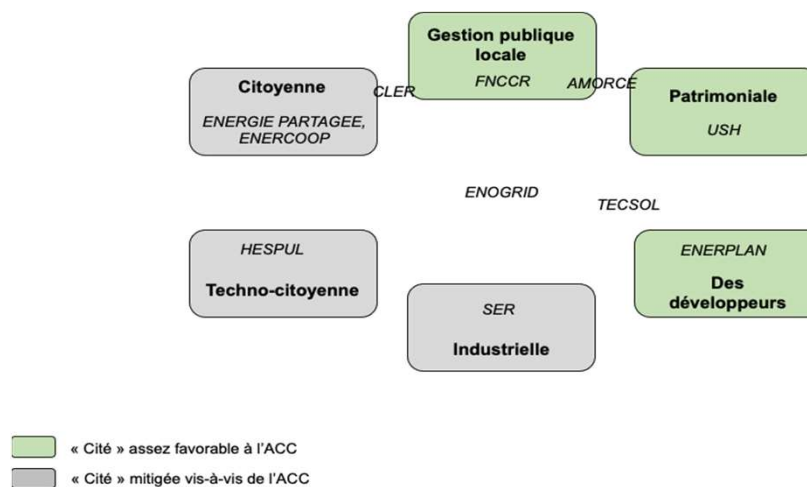 Gestion publique
locale
FNCCR
Citoyenne
CLER
AMORCE
Patrimoniale
ENERGIE PARTAGEE,
ENERCOOP
USH
ENOGRID
TECSOL
HESPUL
ENERPLAN
Techno-citoyenne
Des
développeurs
SER
Industrielle
« Cité » assez favorable à l'ACC
« Cité » mitigée vis-à-vis de l'ACC